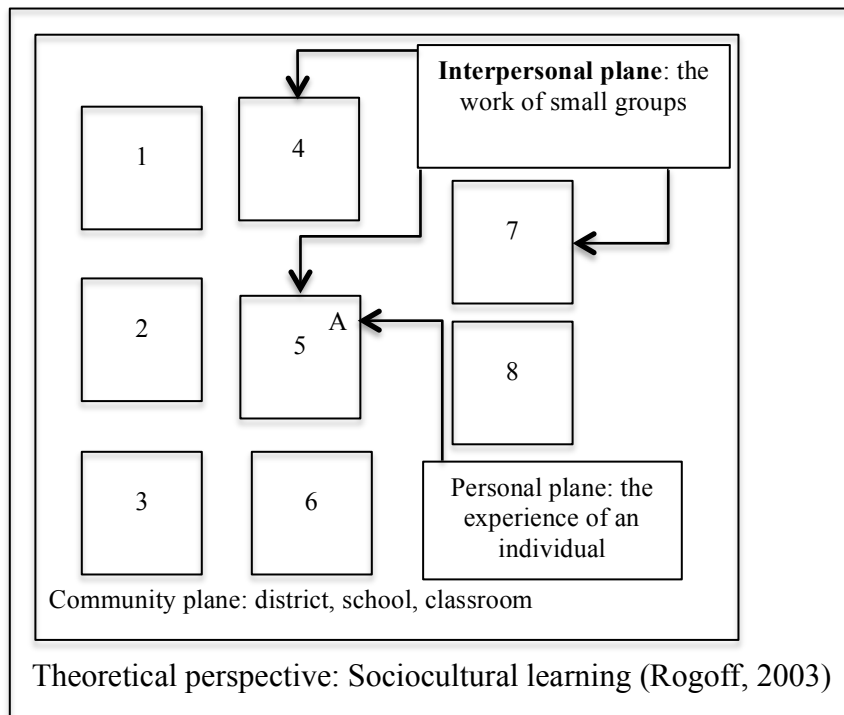 Interpersonal plane: the
work of small groups
1
4
7
2
A
5
8
3
6
Personal plane: the
experience of an
individual
Community plane: district, school, classroom
Theoretical perspective: Sociocultural learning (Rogoff, 2003)